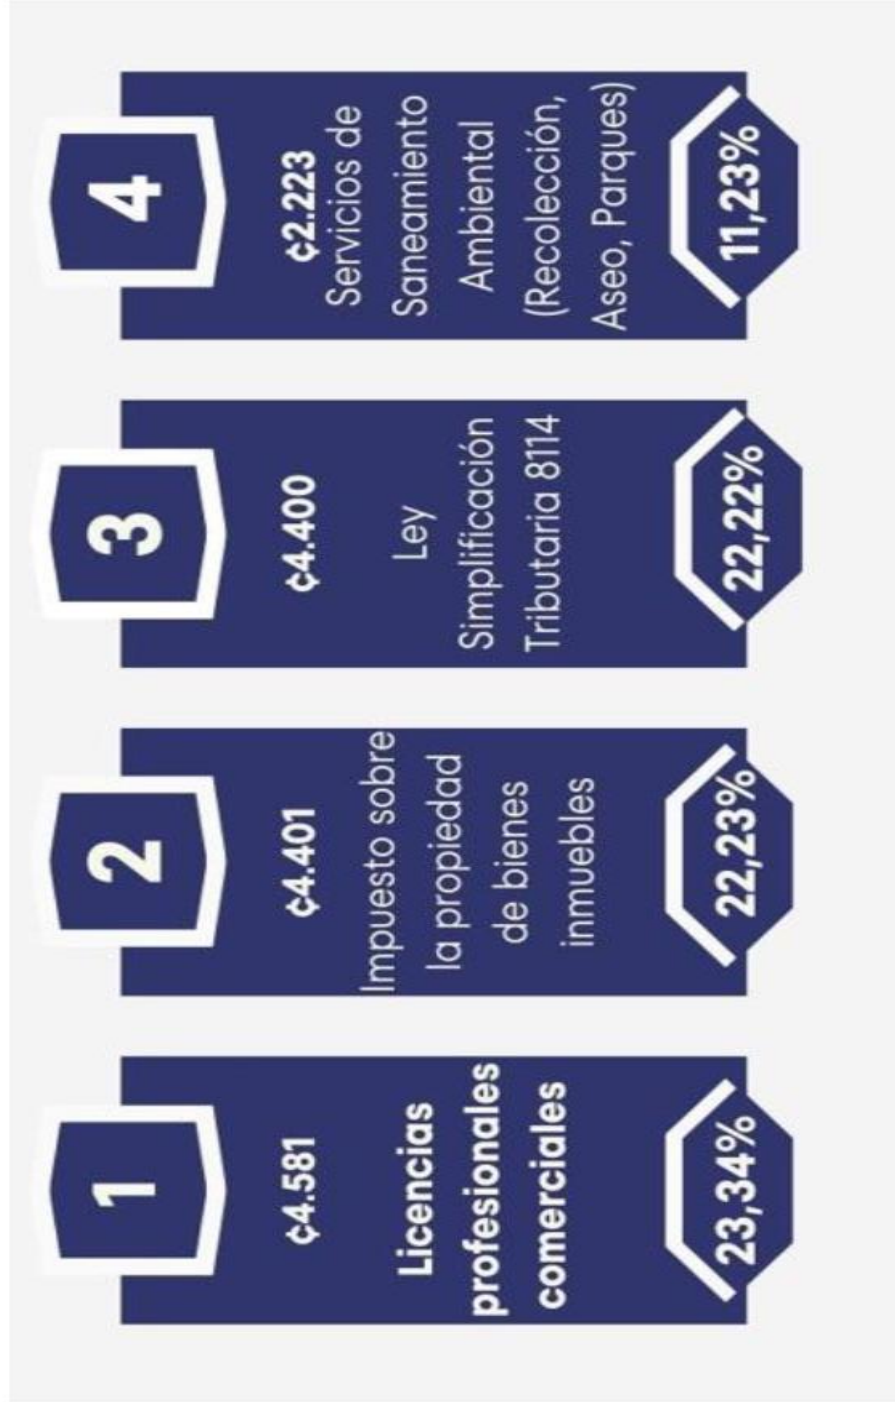 1
¢4.581
Licencias
profesionales
comerciales
23,34%
2
¢4.401
Impuesto sobre
la propiedad
de bienes
inmuebles
22,23%
3
¢4.400
Ley
Simplificación
Tributaria 8114
22,22%
4
¢2.223
Servicios de
Saneamiento
Ambiental
(Recolección,
Aseo, Parques)
11,23%